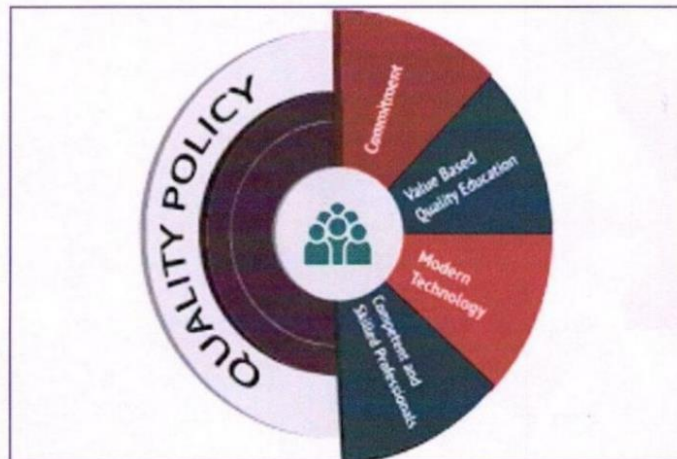 QUALITY POLICY
Commitment
Value Based
Quality Education
Modern
Technology
Competent and
Skilled Professionals